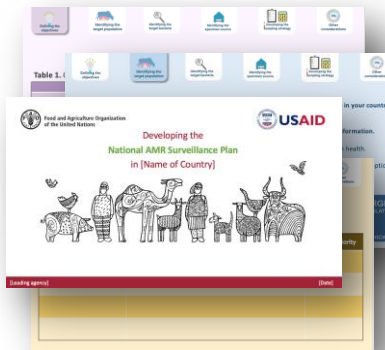 Defining the
objectives
Identifying the
target population
Identifying the
target bacteria
Identifying the
specimen source
Developing the
sampling strategy
Other
considerations
Table 1.
Defining the
objectives
Identifying the
target population
Identifying the
target bacteria
Identifying the
specimen source
Developing the
sampling strategy
Other
considerations
in your count
formation.
health.
Food and Agriculture Organization
of the United Nations
USAID
Developing the
National AMR Surveillance Plan
in [Name of Country]
ority
[Leading agency]
[Date]